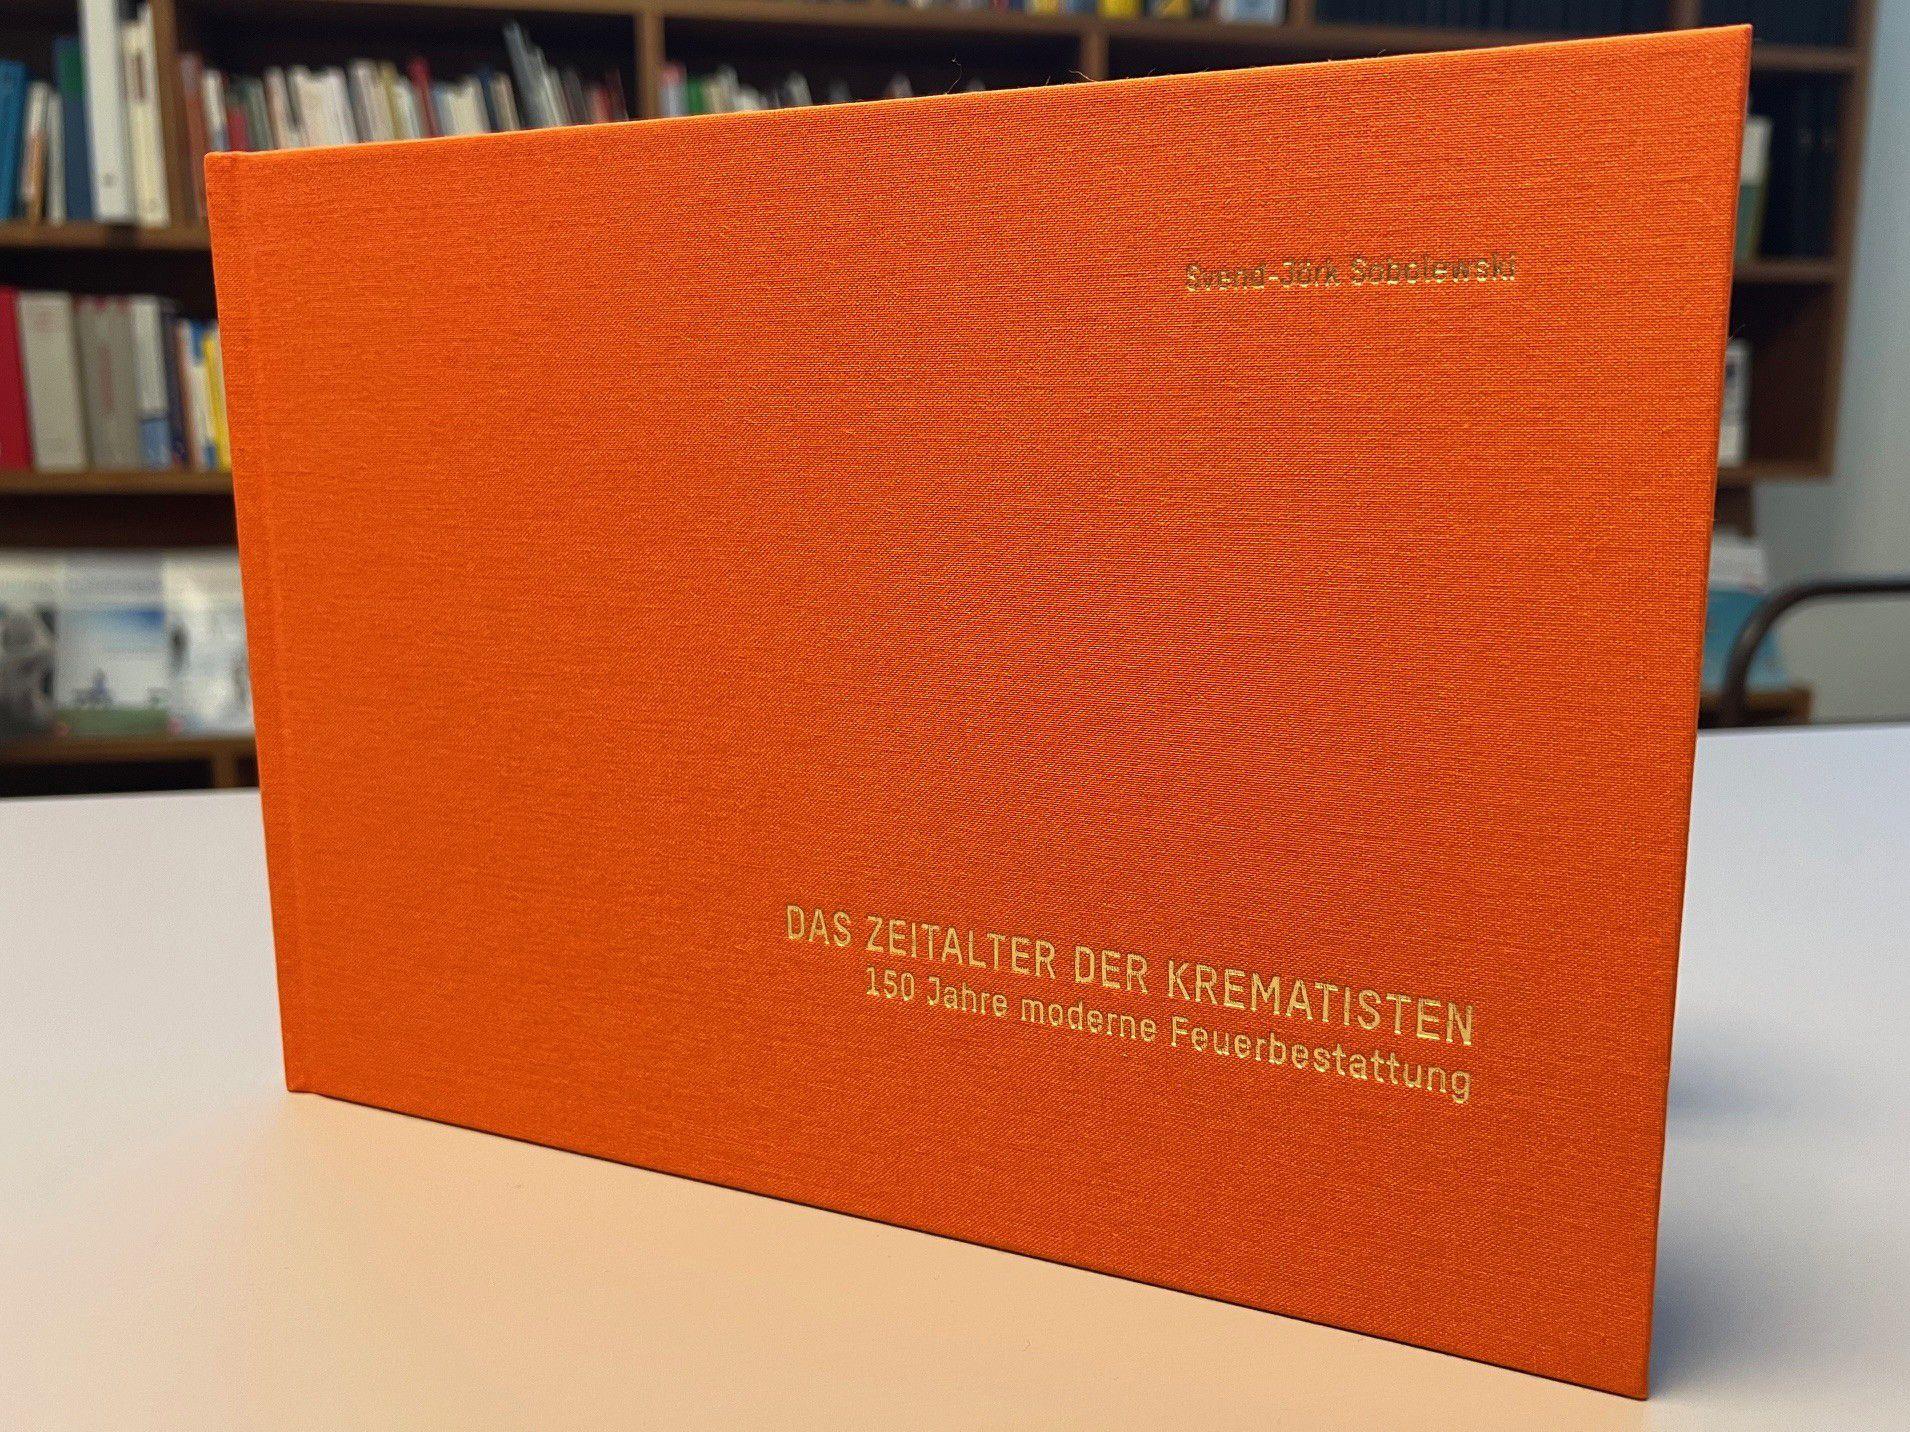 Svend-Jörk Sobolewski
DAS ZEITALTER DER KREMATISTEN
150 Jahre moderne Feuerbestattung